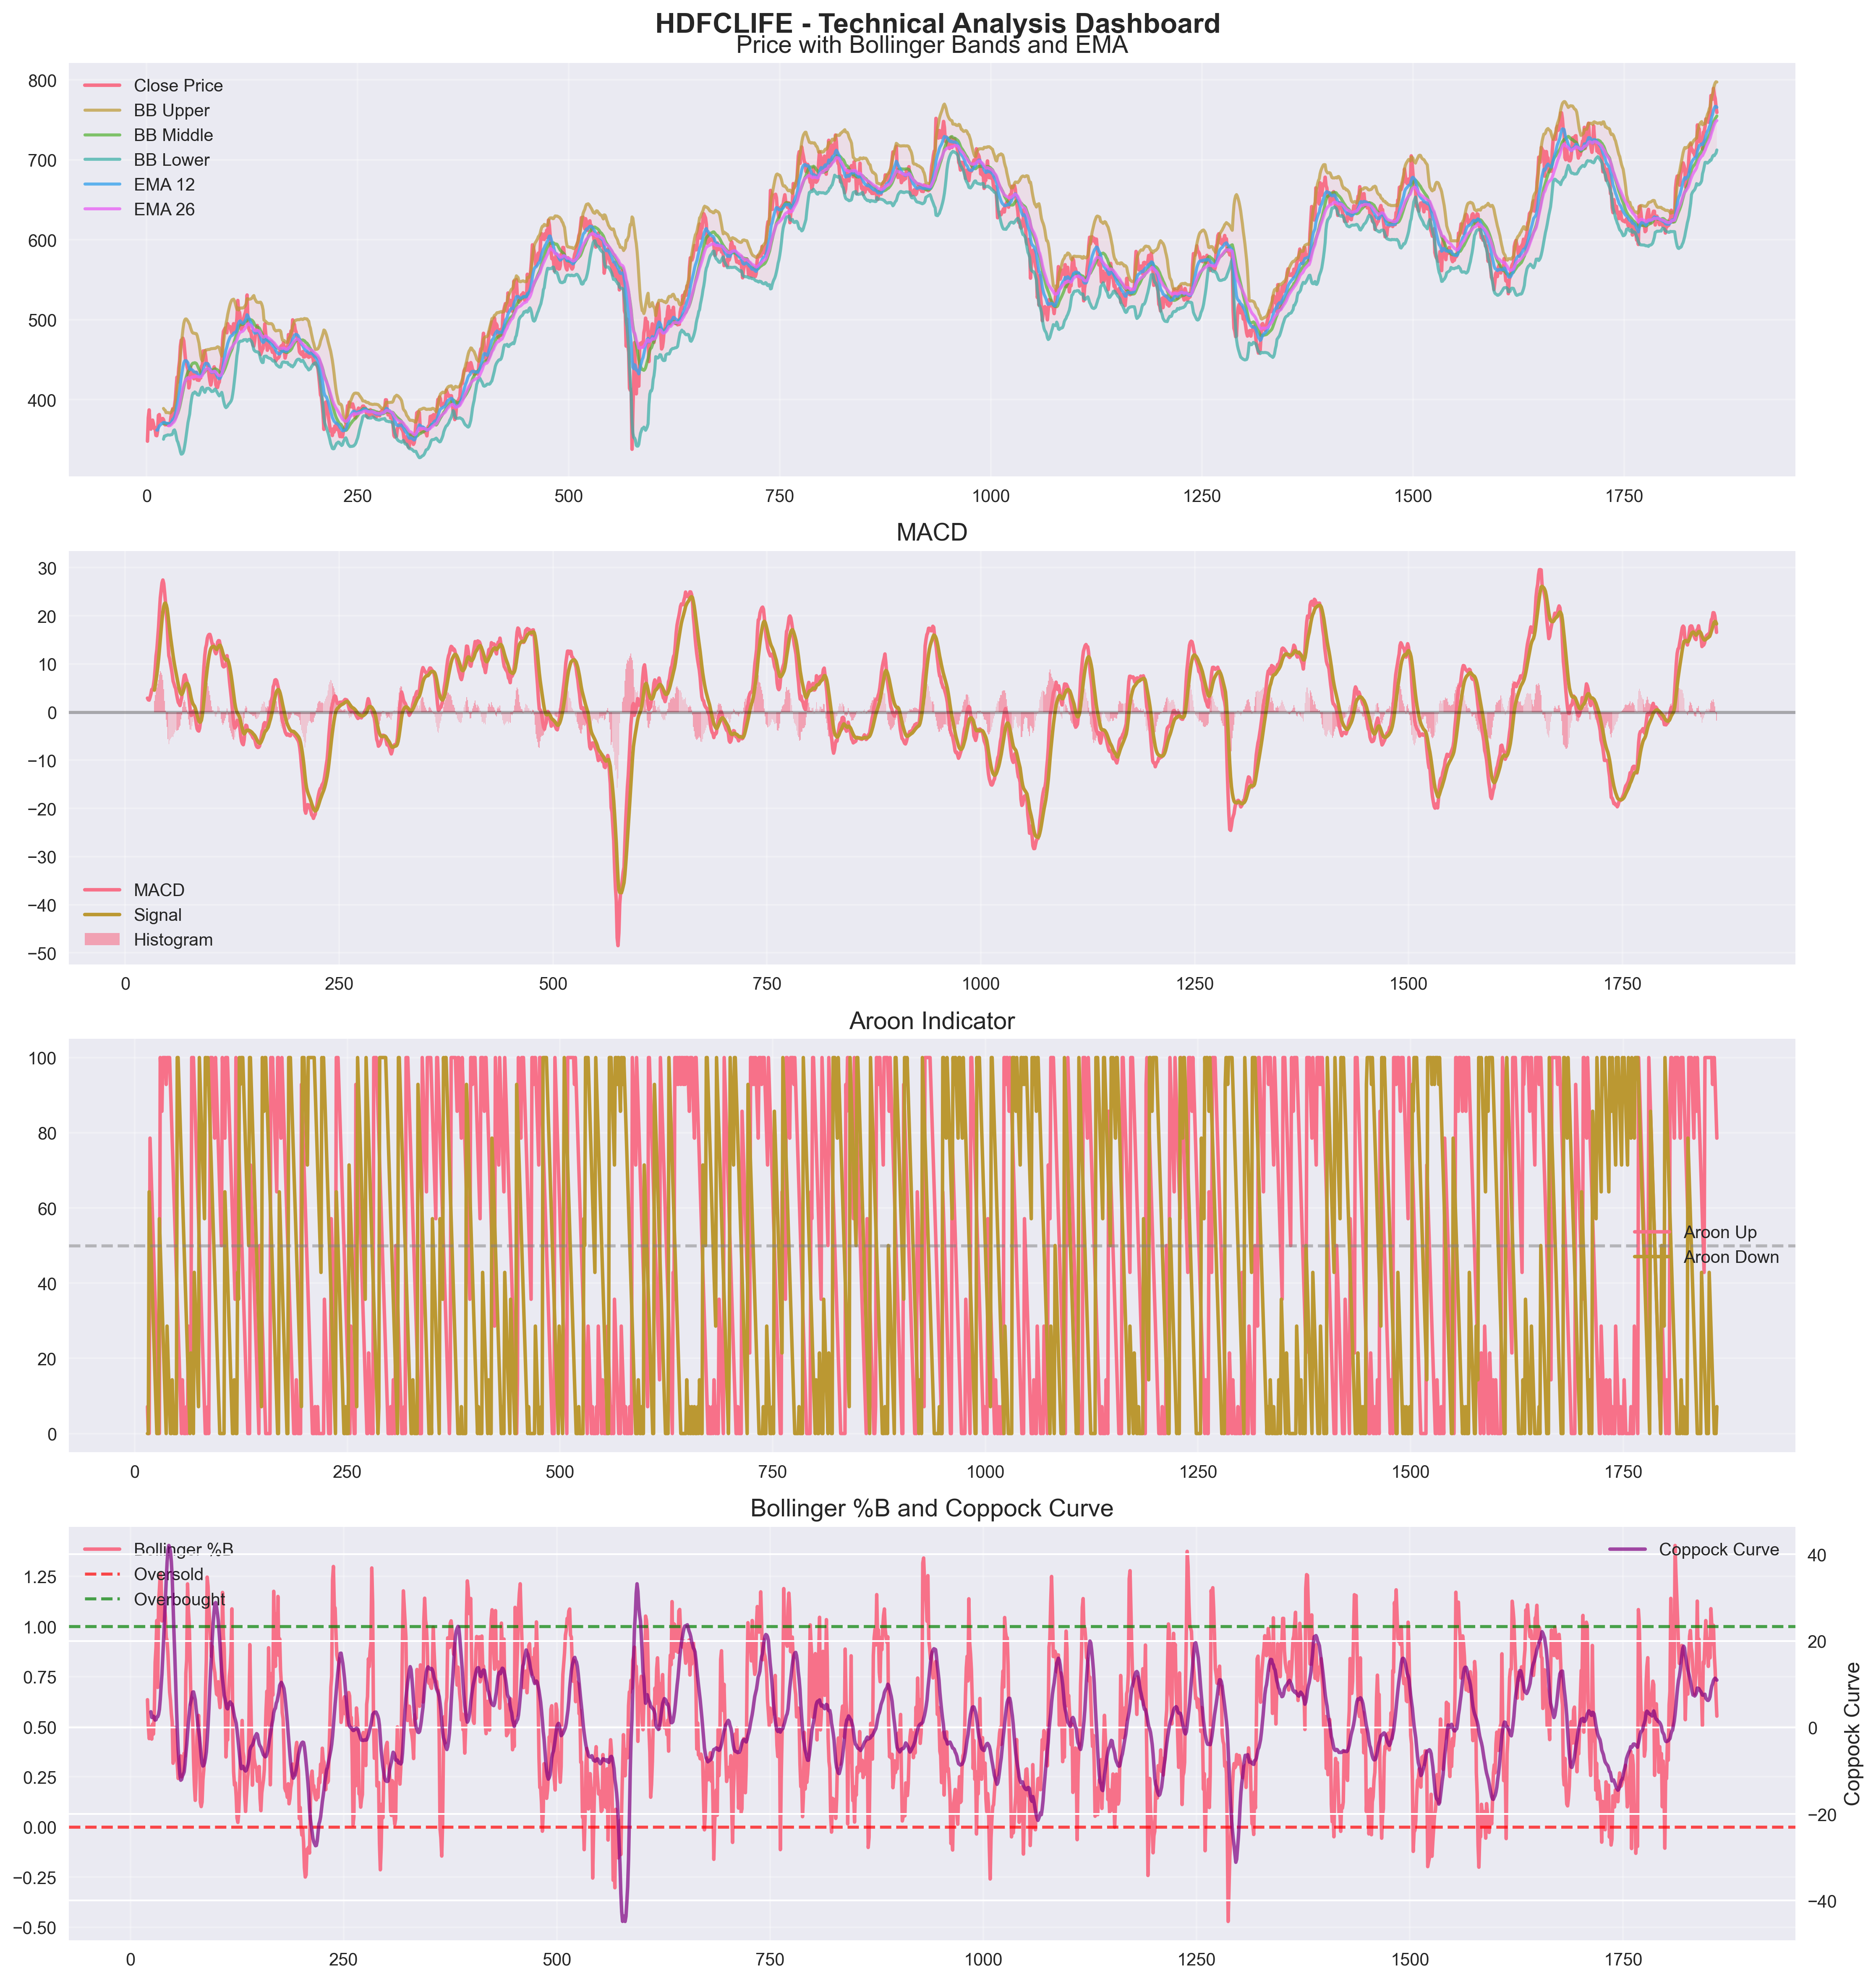 HDFCLIFE - Technical Analysis Dashboard
Price with Bollinger Bands and EMA
Close Price
BB Upper
BB Middle
BB Lower
EMA 12
EMA 26
800
700
600
500
400
0 250 500 750 1000 1250 1500 1750
MACD
30
20
10
0
−10
−20
−30
−40
−50
MACD
Signal
Histogram
0 250 500 750 1000 1250 1500 1750
Aroon Indicator
100
80
60
40
20
0
Aroon Up
Aroon Down
0 250 500 750 1000 1250 1500 1750
Bollinger %B and Coppock Curve
Bollinger %B
Oversold
Overbought
Coppock Curve
1.25
1.00
0.75
0.50
0.25
0.00
−0.25
−0.50
40
20
0
−20
−40
Coppock Curve
0 250 500 750 1000 1250 1500 1750